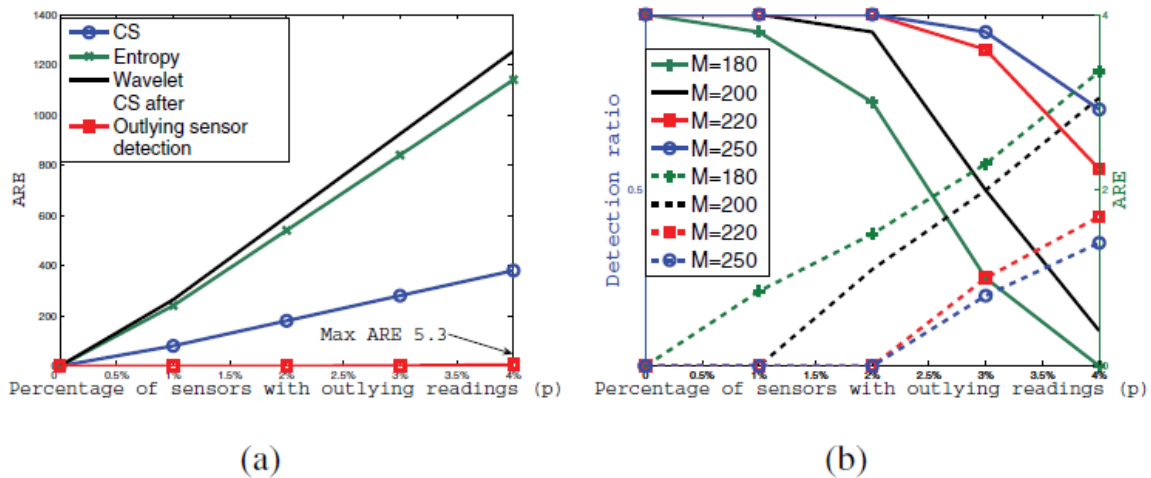 1400
1200
1000
800
600
400
200
0
ARE
CS
Entropy
Wavelet
CS after
Outlying sensor
detection
Max ARE 5.3
0 0.5% 1% 1.5% 2% 2.5% 3% 3.5% 4%
Percentage of sensors with outlying readings (p)
(a)
Detection ratio
0.5
M=180
M=200
M=220
M=250
M=180
M=200
M=220
M=250
4
2
0
ARE
0 0.5% 1% 1.5% 2% 2.5% 3% 3.5% 4%
Percentage of sensors with outlying readings (p)
(b)